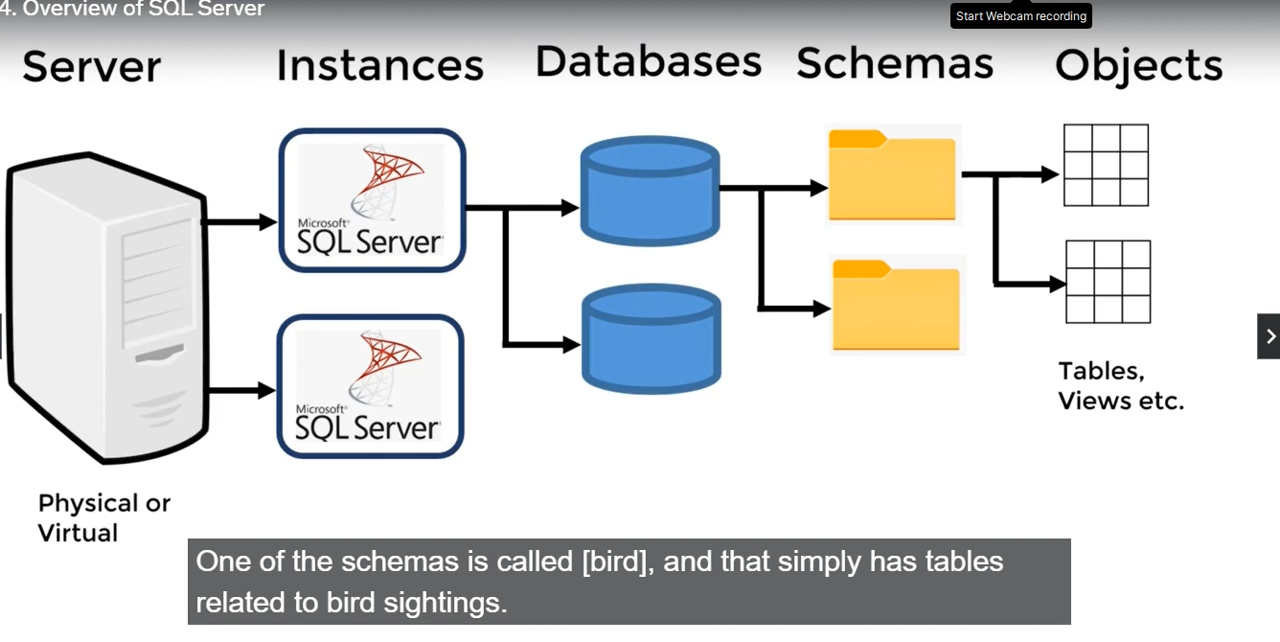 4. Overview of SQL Server
Start Webcam recording
Server
Instances
Databases
Schemas
Objects
Microsoft®
SQL Server
Microsoft®
SQL Server
Tables,
Views etc.
Physical or
Virtual
One of the schemas is called [bird], and that simply has tables
related to bird sightings.